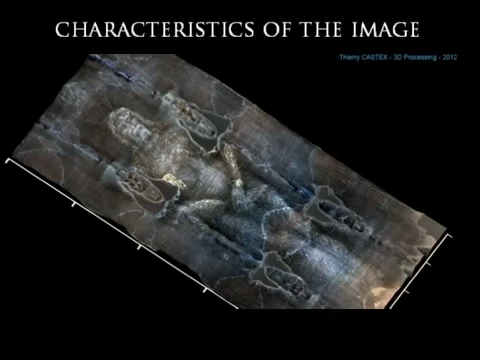 CHARACTERISTICS OF THE IMAGE
Thierry CASTEX - 3D Processing - 2012